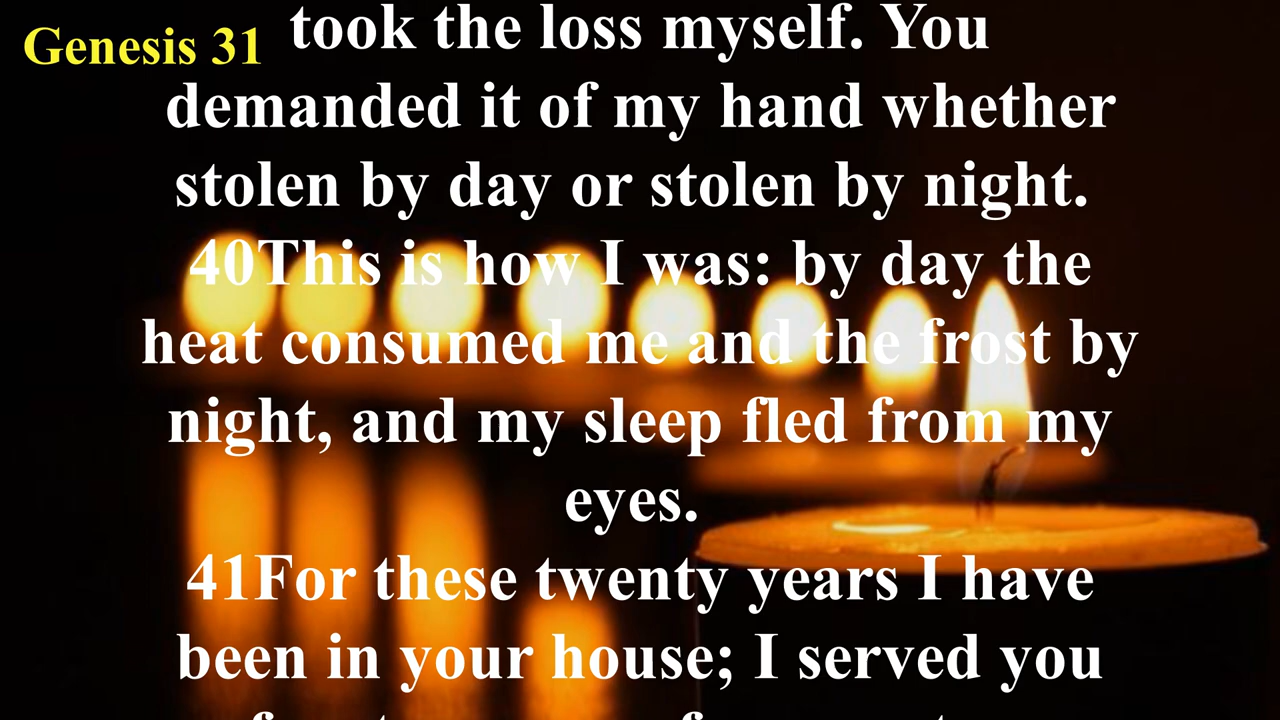 Genesis 31
took the loss myself. You
demanded it of my hand whether
stolen by day or stolen by night.
40This is how I was: by day the
heat consumed me and the frost by
night, and my sleep fled from my
eyes.
41For these twenty years I have
been in your house; I served you